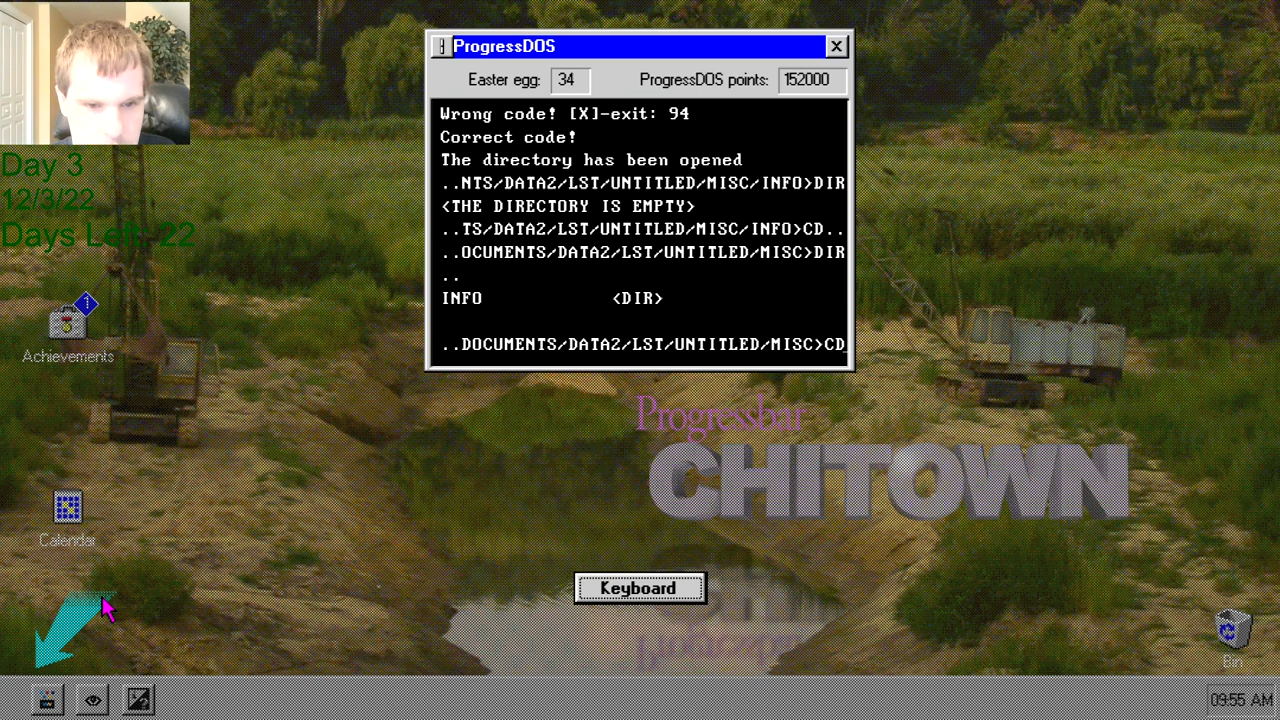 ProgressDOS
Easter egg: 34 ProgressDOS points: 152000
Wrong code! [X]-exit: 94
Correct code!
The directory has been opened
..NTS/DATA2/LST/UNTITLED/MISC/INFO>DIR
<THE DIRECTORY IS EMPTY>
..TS/DATA2/LST/UNTITLED/MISC/INFO>CD..
..OCUMENTS/DATA2/LST/UNTITLED/MISC>DIR
..
INFO <DIR>
..DOCUMENTS/DATA2/LST/UNTITLED/MISC>CD_
Day 3
12/3/22
Days Left: 22
1
Achievements
Progressbar
CHITOWN
Calendar
Keyboard
Bin
09:55 AM